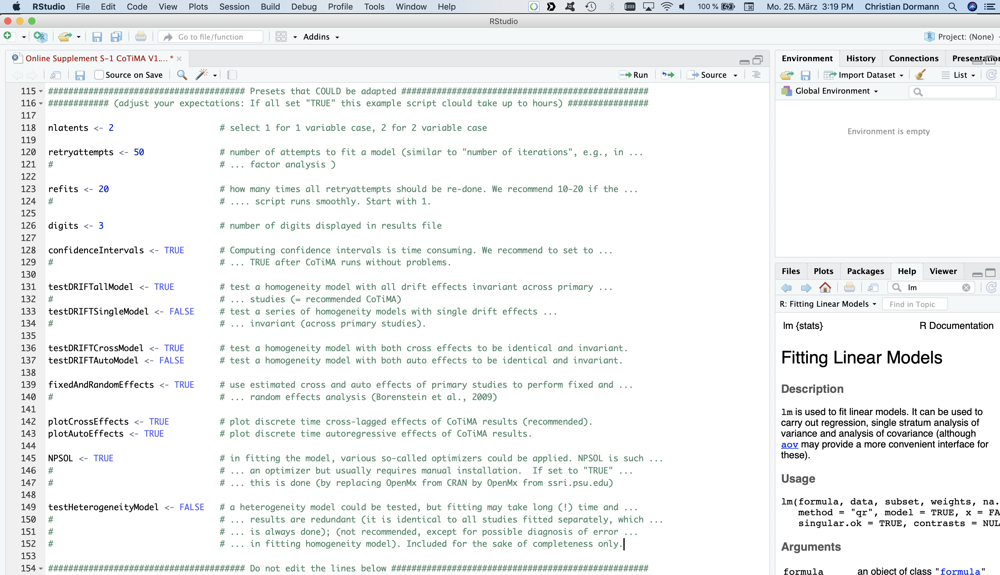 RStudio File Edit Code View Plots Session Build Debug Profile Tools Window Help 100 % Mo. 25. März 3:19 PM Christian Dormann
RStudio
Go to file/function Addins Project: (None)
Online Supplement S-1 CoTiMA V1.... *
Source on Save Run Source
115 ####################################### Presets that COULD be adapted #################################################
116 ############ (adjust your expectations: If all set "TRUE" this example script clould take up to hours) ################
117
118 nlatents <- 2 # select 1 for 1 variable case, 2 for 2 variable case
119
120 retryattempts <- 50 # number of attempts to fit a model (similar to "number of iterations", e.g., in ...
121 # # ... factor analysis )
122
123 refits <- 20 # how many times all retryattempts should be re-done. We recommend 10-20 if the ...
124 # # .... script runs smoothly. Start with 1.
125
126 digits <- 3 # number of digits displayed in results file
127
128 confidenceIntervals <- TRUE # Computing confidence intervals is time consuming. We recommend to set to ...
129 # # ... TRUE after CoTiMA runs without problems.
130
131 testDRIFTallModel <- TRUE # test a homogeneity model with all drift effects invariant across primary ...
132 # # ... studies (= recommended CoTiMA)
133 testDRIFTSingleModel <- FALSE # test a series of homogeneity models with single drift effects ...
134 # # ... invariant (across primary studies).
135
136 testDRIFTCrossModel <- TRUE # test a homogeneity model with both cross effects to be identical and invariant.
137 testDRIFTAutoModel <- FALSE # test a homogeneity model with both auto effects to be identical and invariant.
138
139 fixedAndRandomEffects <- TRUE # use estimated cross and auto effects of primary studies to perform fixed and ...
140 # # ... random effects analysis (Borenstein et al., 2009)
141
142 plotCrossEffects <- TRUE # plot discrete time cross-lagged effects of CoTiMA results (recommended).
143 plotAutoEffects <- TRUE # plot discrete time autoregressive effects of CoTiMA results.
144
145 NPSOL <- TRUE # in fitting the model, various so-called optimizers could be applied. NPSOL is such ...
146 # # ... an optimizer but usually requires manual installation.  If set to "TRUE" ...
147 # # ... this is done (by replacing OpenMx from CRAN by OpenMx from ssri.psu.edu)
148
149 testHeterogeneityModel <- FALSE # a heterogeneity model could be tested, but fitting may take long (!) time and ...
150 # # ... results are redundant (it is identical to all studies fitted separately, which ...
151 # # ... is always done); (not recommended, except for possible diagnosis of error ...
152 # # ... in fitting homogeneity model). Included for the sake of completeness only.
153
154 ####################################### Do not edit the lines below ###################################################
Environment History Connections
Import Dataset List
Global Environment
Environment is empty
Files Plots Packages Help Viewer
lm
R: Fitting Linear Models Find in Topic
lm {stats} R Documentation
Fitting Linear Models
Description
lm is used to fit linear models. It can be used to
carry out regression, single stratum analysis of
variance and analysis of covariance (although
aov may provide a more convenient interface for
these).
Usage
lm(formula, data, subset, weights, na.
method = "qr", model = TRUE, x = FA
singular.ok = TRUE, contrasts = NUL
Arguments
formula an object of class "formula"